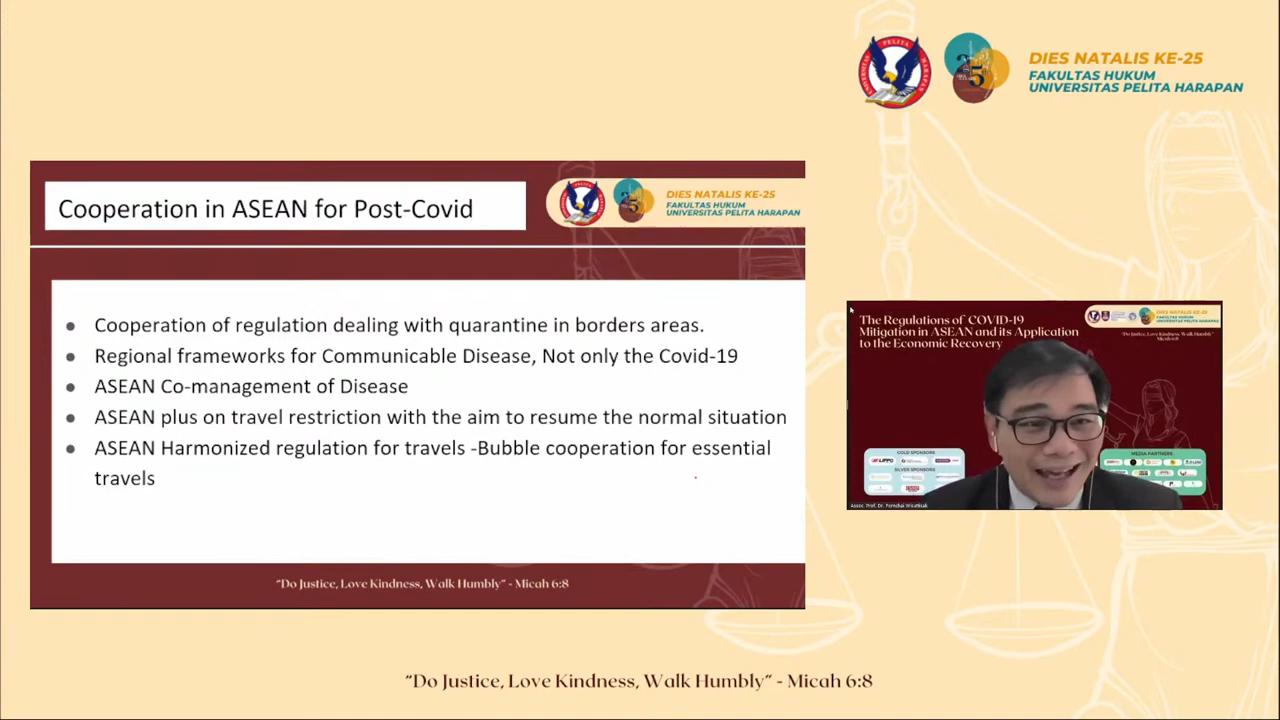 DIES NATALIS KE-25
FAKULTAS HUKUM
UNIVERSITAS PELITA HARAPAN
Cooperation in ASEAN for Post-Covid
DIES NATALIS KE-25
FAKULTAS HUKUM
UNIVERSITAS PELITA HARAPAN
● Cooperation of regulation dealing with quarantine in borders areas.
● Regional frameworks for Communicable Disease, Not only the Covid-19
● ASEAN Co-management of Disease
● ASEAN plus on travel restriction with the aim to resume the normal situation
● ASEAN Harmonized regulation for travels -Bubble cooperation for essential
travels
"Do Justice, Love Kindness, Walk Humbly" - Micah 6:8
The Regulations of COVID-19
Mitigation in ASEAN and its Application
to the Economic Recovery
GOLD SPONSORS
LIPPO
SILVER SPONSORS
MEDIA PARTNERS
Assoc. Prof. Dr.
"Do Justice, Love Kindness, Walk Humbly" - Micah 6:8